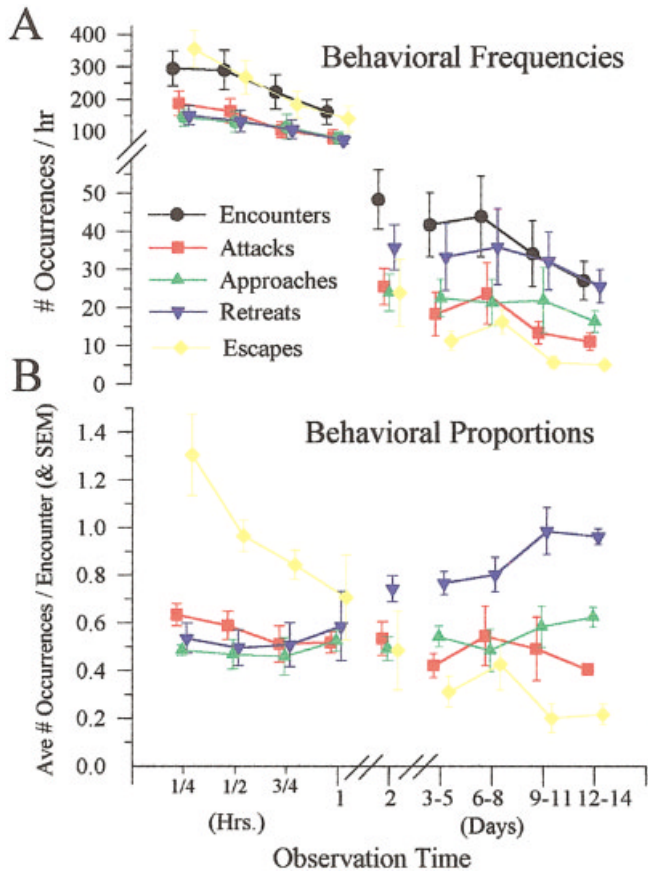 A
Behavioral Frequencies
# Occurrences / hr
400
300
200
100
50
40
30
20
10
0
Encounters
Attacks
Approaches
Retreats
Escapes
B
Behavioral Proportions
Ave # Occurrences / Encounter (& SEM)
1.4
1.2
1.0
0.8
0.6
0.4
0.2
0.0
1/4 1/2 3/4 1 2 3-5 6-8 9-11 12-14
(Hrs.) (Days)
Observation Time